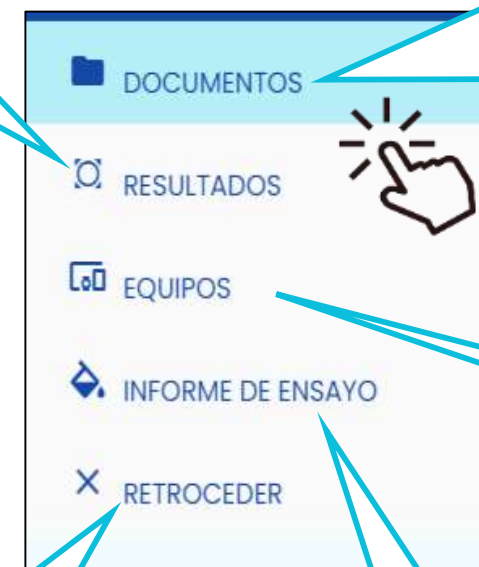 DOCUMENTOS
RESULTADOS
EQUIPOS
INFORME DE ENSAYO
RETROCEDER